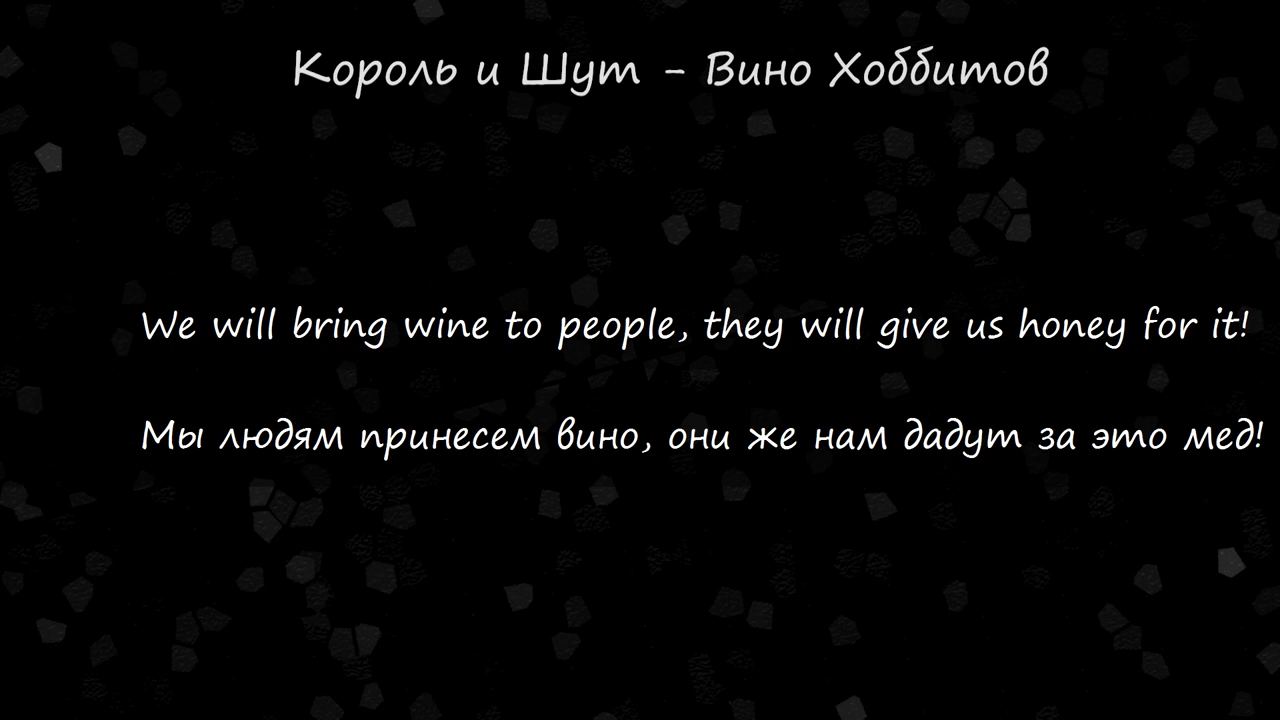 Король и Шут - Вино Хоббитов
We will bring wine to people, they will give us honey for it!
Мы людям принесем вино, они же нам дадут за это мед!